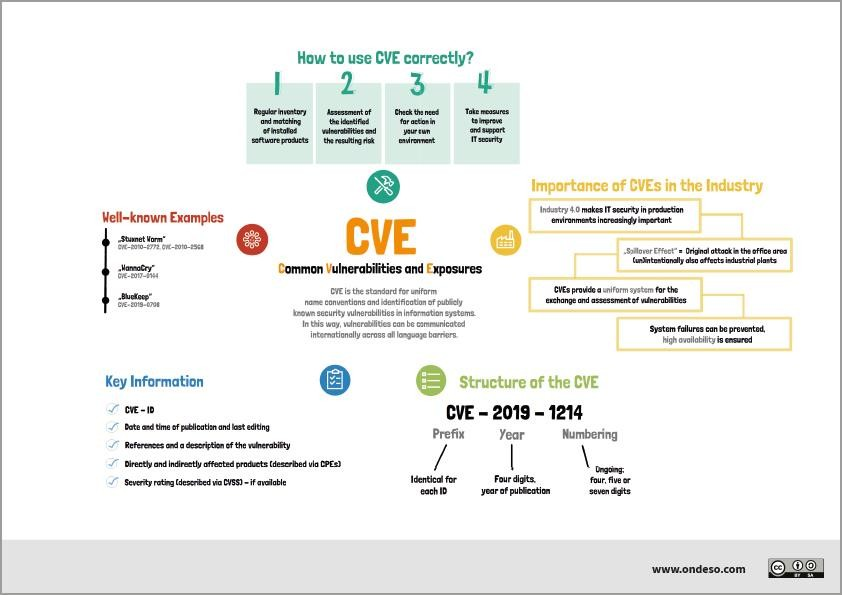 How to use CVE correctly?
1
2
3
4
Regular inventory
and matching
of installed
software products
Assessment of
the identified
vulnerabilities and
the resulting risk
Check the need
for action in
your own
environment
Take measures
to improve
and support
IT security
Importance of CVEs in the Industry
Industry 4.0 makes IT security in production
environments increasingly important
„Spillover Effect“ = Original attack in the office area
(un)intentionally also affects industrial plants
CVEs provide a uniform system for the
exchange and assessment of vulnerabilities
System failures can be prevented,
high availability is ensured
Well-known Examples
„Stuxnet Worm“
CVE-2010-2772, CVE-2010-2568
„WannaCry“
CVE-2017-0144
„BlueKeep“
CVE-2019-0708
CVE
Common Vulnerabilities and Exposures
CVE is the standard for uniform
name conventions and identification of publicly
known security vulnerabilities in information systems.
In this way, vulnerabilities can be communicated
internationally across all language barriers.
Key Information
CVE – ID
Date and time of publication and last editing
References and a description of the vulnerability
Directly and indirectly affected products (described via CPEs)
Severity rating (described via CVSS) – if available
Structure of the CVE
CVE – 2019 – 1214
Prefix
Year
Numbering
Identical for
each ID
Four digits,
year of publication
Ongoing;
four, five or
seven digits
www.ondeso.com
cc
BY SA